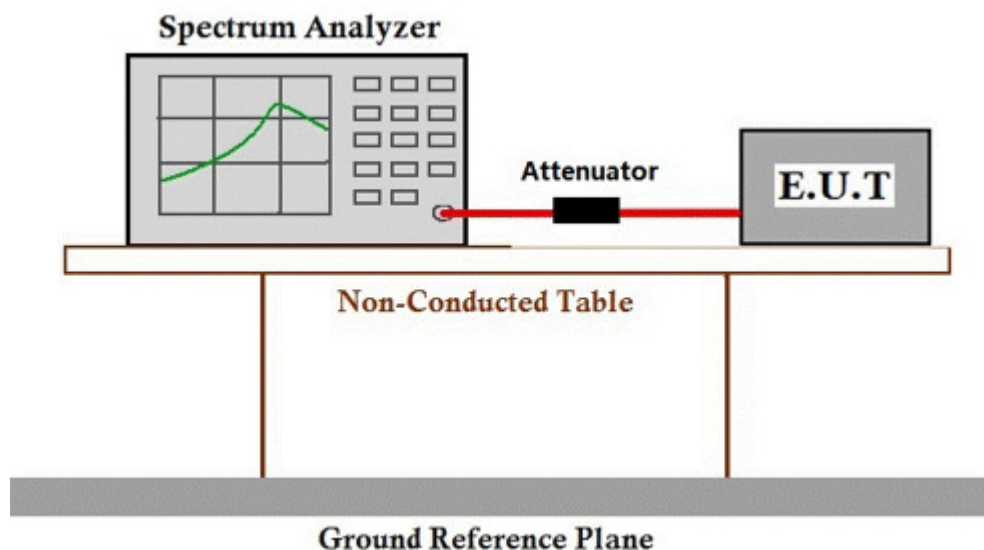 Spectrum Analyzer
Attenuator
E.U.T
Non-Conducted Table
Ground Reference Plane